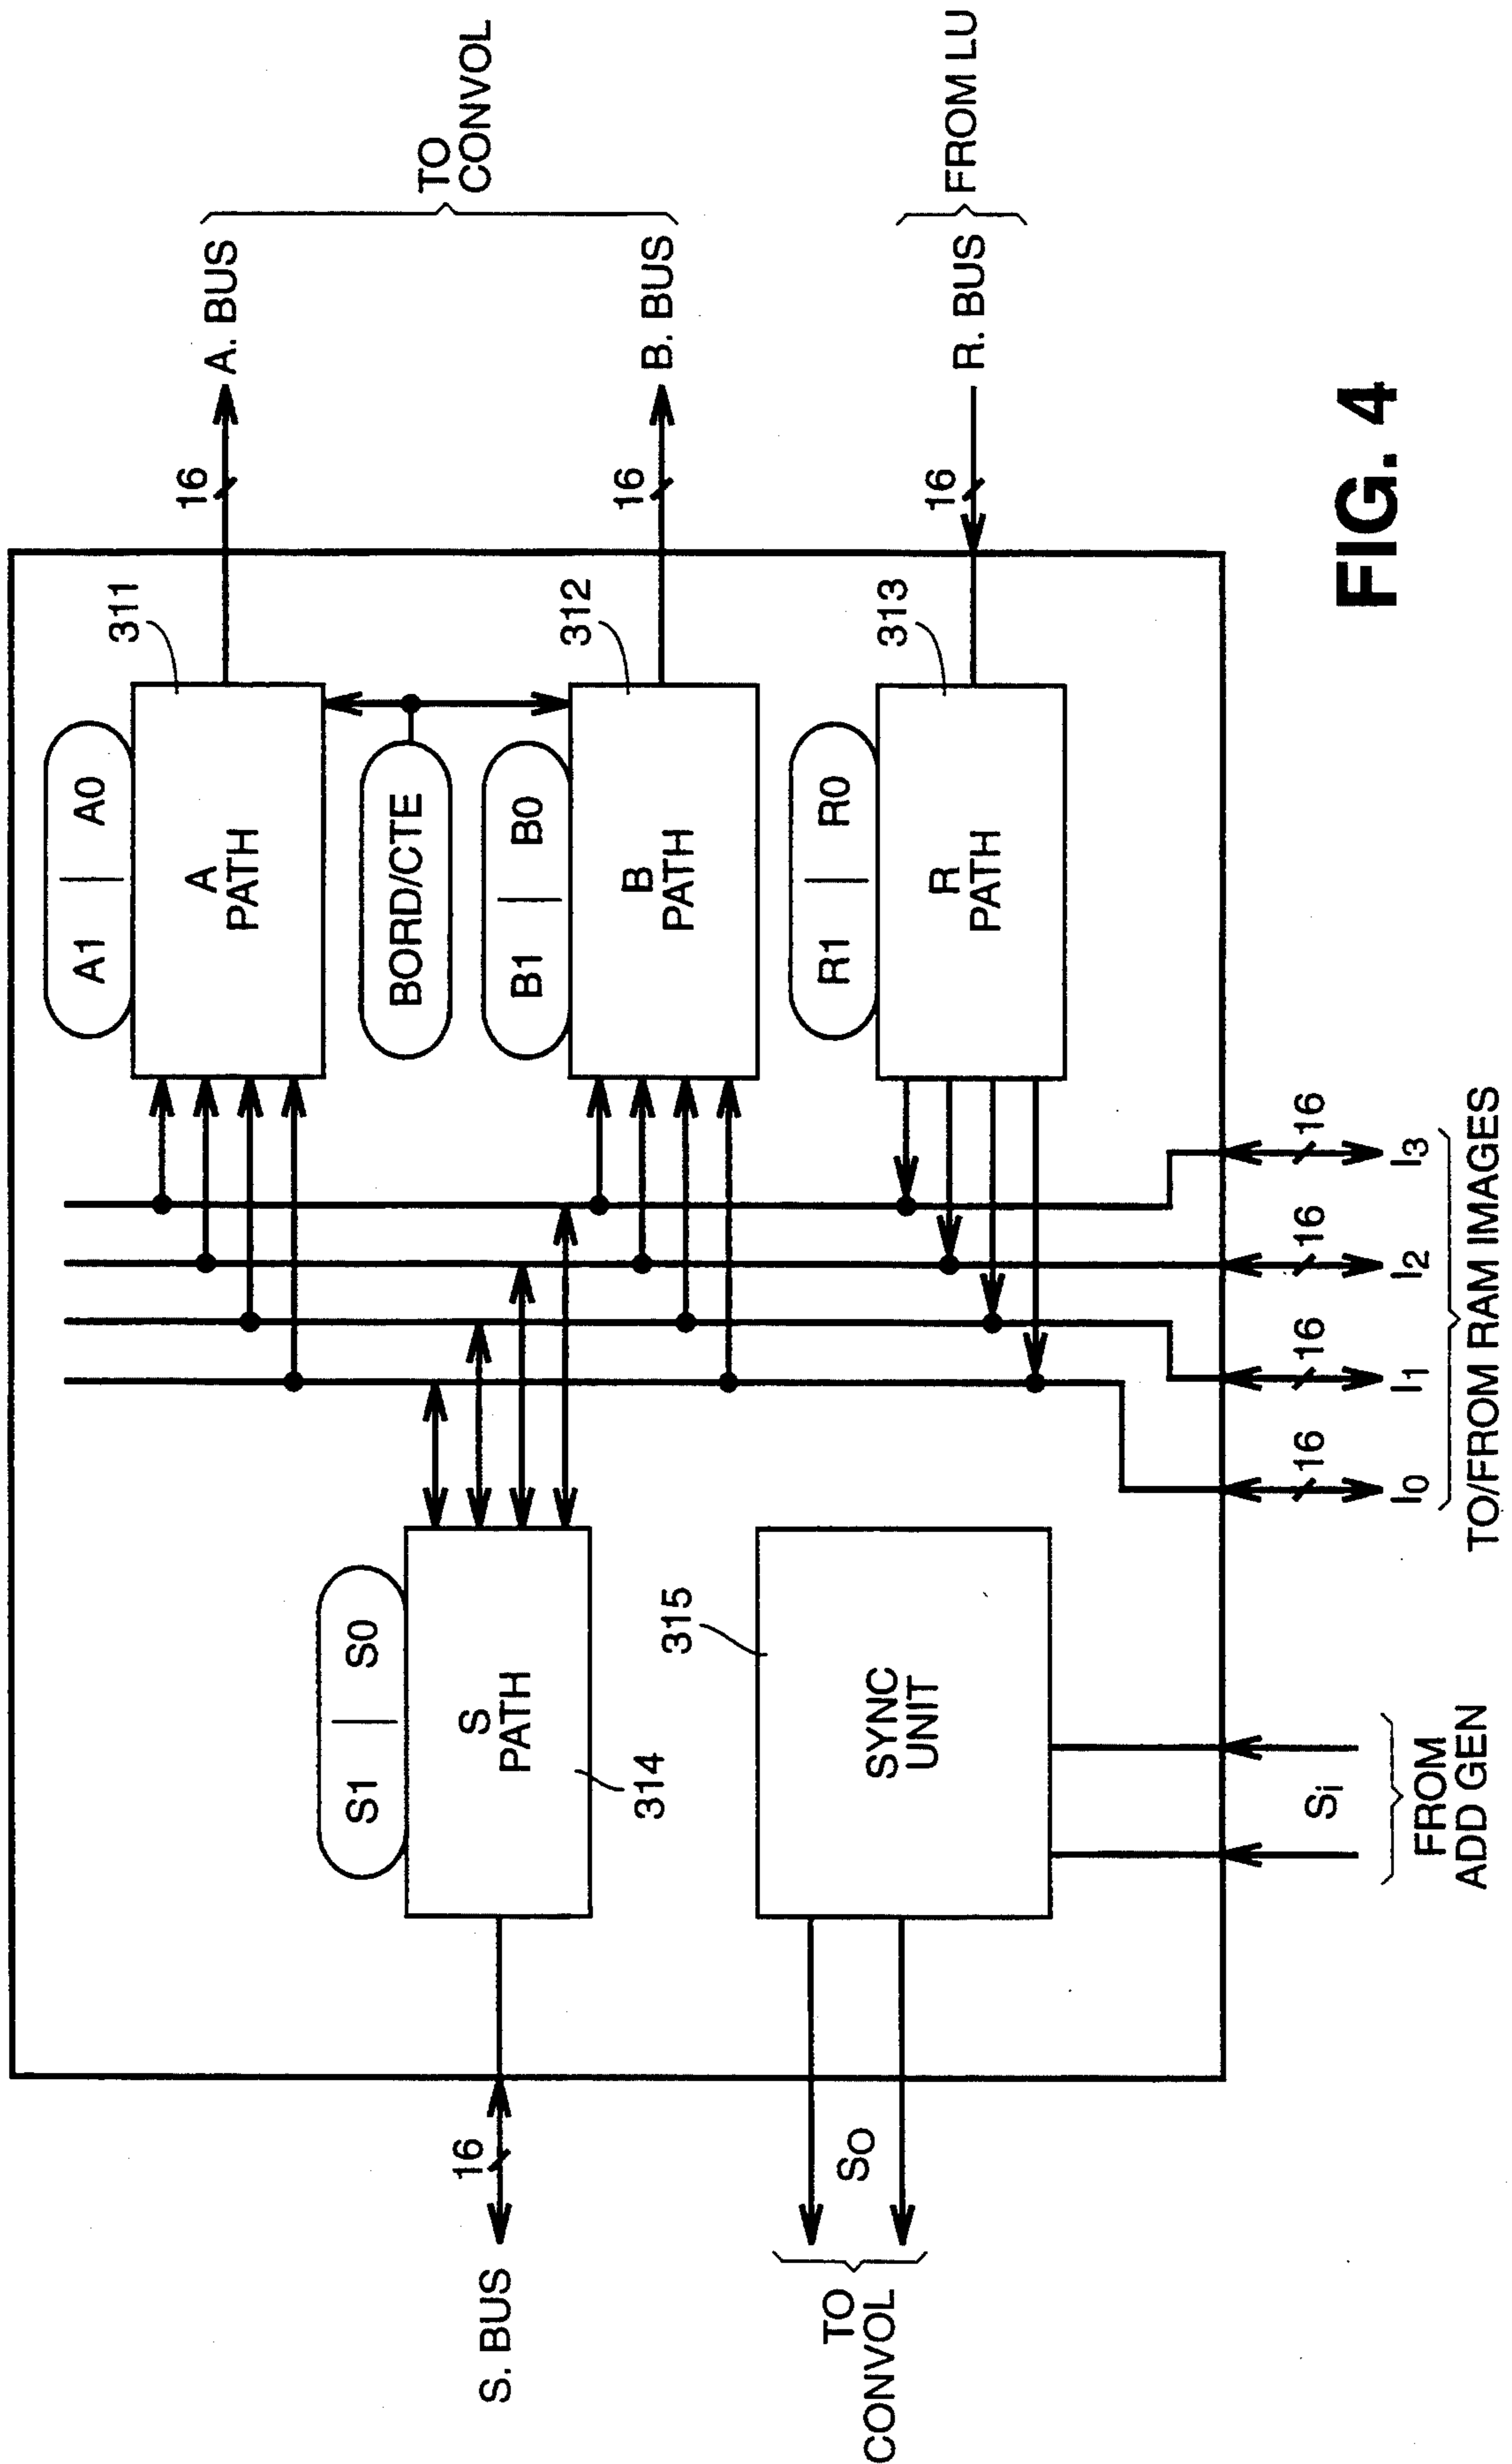 A. BUS
16
311
A1 | A0
A
PATH
TO
CONVOL
BORD/CTE
B. BUS
16
312
B1 | B0
B
PATH
R. BUS
FROM LU
16
313
R1 | R0
R
PATH
S. BUS
16
S1 | S0
S
PATH
314
315
SYNC
UNIT
So
TO
CONVOL
Si
FROM
ADD GEN
16
16
16
16
I0
I1
I2
I3
TO/FROM RAM IMAGES
FIG. 4